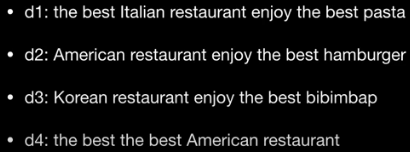 • d1: the best Italian restaurant enjoy the best pasta
• d2: American restaurant enjoy the best hamburger
• d3: Korean restaurant enjoy the best bibimbap
• d4: the best the best American restaurant